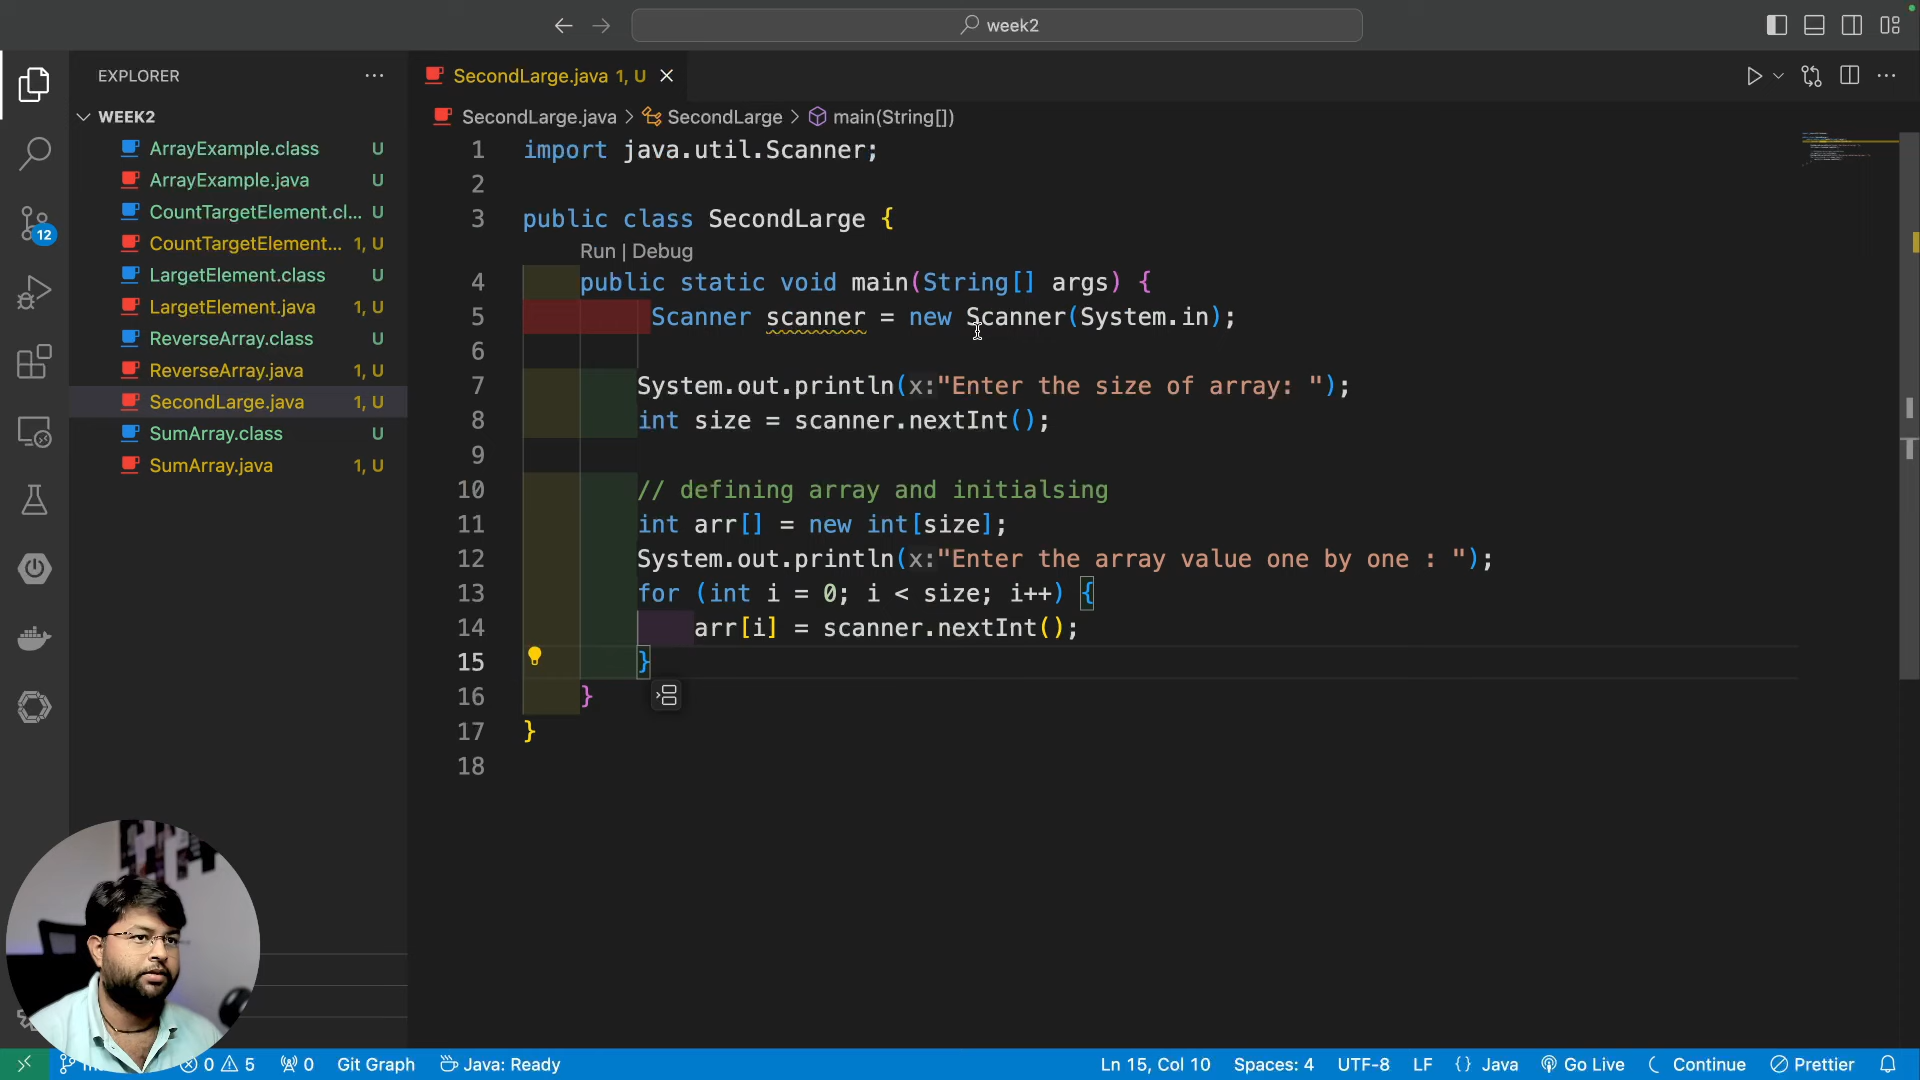 week2
EXPLORER
WEEK2
ArrayExample.class U
ArrayExample.java U
CountTargetElement.cl... U
CountTargetElement... 1, U
LargetElement.class U
LargetElement.java 1, U
ReverseArray.class U
ReverseArray.java 1, U
SecondLarge.java 1, U
SumArray.class U
SumArray.java 1, U
12
SecondLarge.java 1, U
SecondLarge.java > SecondLarge > main(String[])
1 import java.util.Scanner;
2
3 public class SecondLarge {
Run | Debug
4 public static void main(String[] args) {
5 Scanner scanner = new Scanner(System.in);
6
7 System.out.println(x:"Enter the size of array: ");
8 int size = scanner.nextInt();
9
10 // defining array and initialsing
11 int arr[] = new int[size];
12 System.out.println(x:"Enter the array value one by one : ");
13 for (int i = 0; i < size; i++) {
14 arr[i] = scanner.nextInt();
15 }
16 }
17 }
18
0 5 0 Git Graph Java: Ready Ln 15, Col 10 Spaces: 4 UTF-8 LF {} Java Go Live Continue Prettier